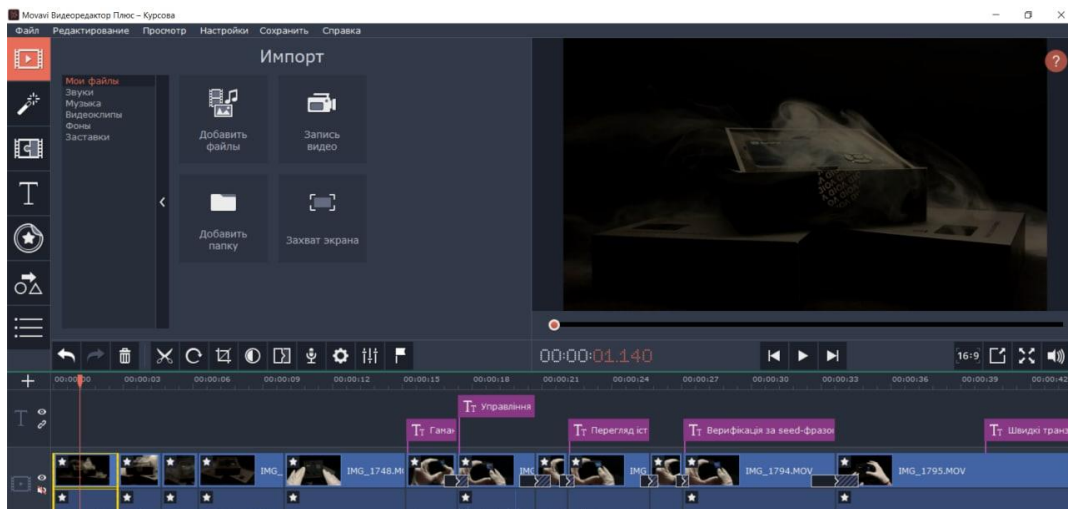 Movavi Видеоредактор Плюс – Курсова
Файл Редактирование Просмотр Настройки Сохранить Справка
Импорт
Мои файлы
Звуки
Музыка
Видеоклипы
Фоны
Заставки
Добавить
файлы
Запись
видео
Добавить
папку
Захват экрана
?
00:00:01.140
16:9
00:00:00 00:00:03 00:00:06 00:00:09 00:00:12 00:00:15 00:00:18 00:00:21 00:00:24 00:00:27 00:00:30 00:00:33 00:00:36 00:00:39 00:00:42
Управління
Гаман
Перегляд іст
Верифікація за seed-фразою
Швидкі транз
IMG_ IMG_1748.M IMG IMG_ IMG_1794.MOV IMG_1795.MOV